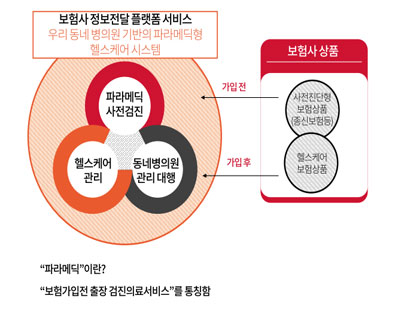 보험사 정보전달 플랫폼 서비스
우리 동네 병의원 기반의 파라메딕형
헬스케어 시스템
보험사 상품
파라메딕
사전검진
가입 전
사전진단형
보험상품
(종신보험등)
헬스케어
관리
동네병의원
관리 대행
가입 후
헬스케어
보험상품
“파라메딕”이란?
“보험가입전 출장 검진의료서비스”를 통칭함